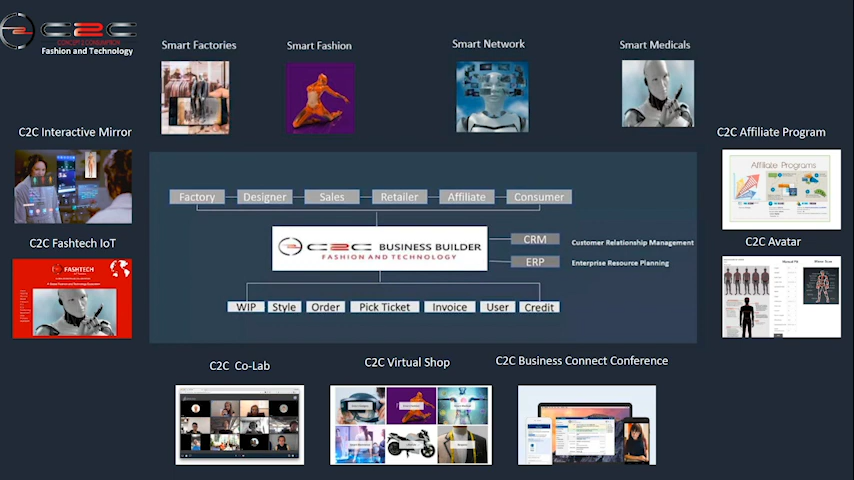 C2C
CONCEPT 2 CONSUMPTION
Fashion and Technology
Smart Factories
Smart Fashion
Smart Network
Smart Medicals
C2C Interactive Mirror
C2C Affiliate Program
Affiliate Programs
C2C Fashtech IoT
FASHTECH
C2C Avatar
Factory
Designer
Sales
Retailer
Affiliate
Consumer
C2C BUSINESS BUILDER
FASHION AND TECHNOLOGY
CRM
Customer Relationship Management
ERP
Enterprise Resource Planning
WIP
Style
Order
Pick Ticket
Invoice
User
Credit
C2C Co-Lab
C2C Virtual Shop
C2C Business Connect Conference